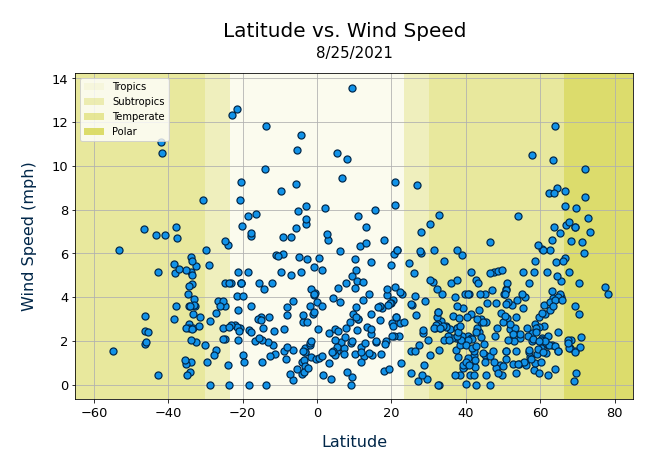 Latitude vs. Wind Speed
8/25/2021
Tropics
Subtropics
Temperate
Polar
Wind Speed (mph)
14
12
10
8
6
4
2
0
−60
−40
−20
0
20
40
60
80
Latitude